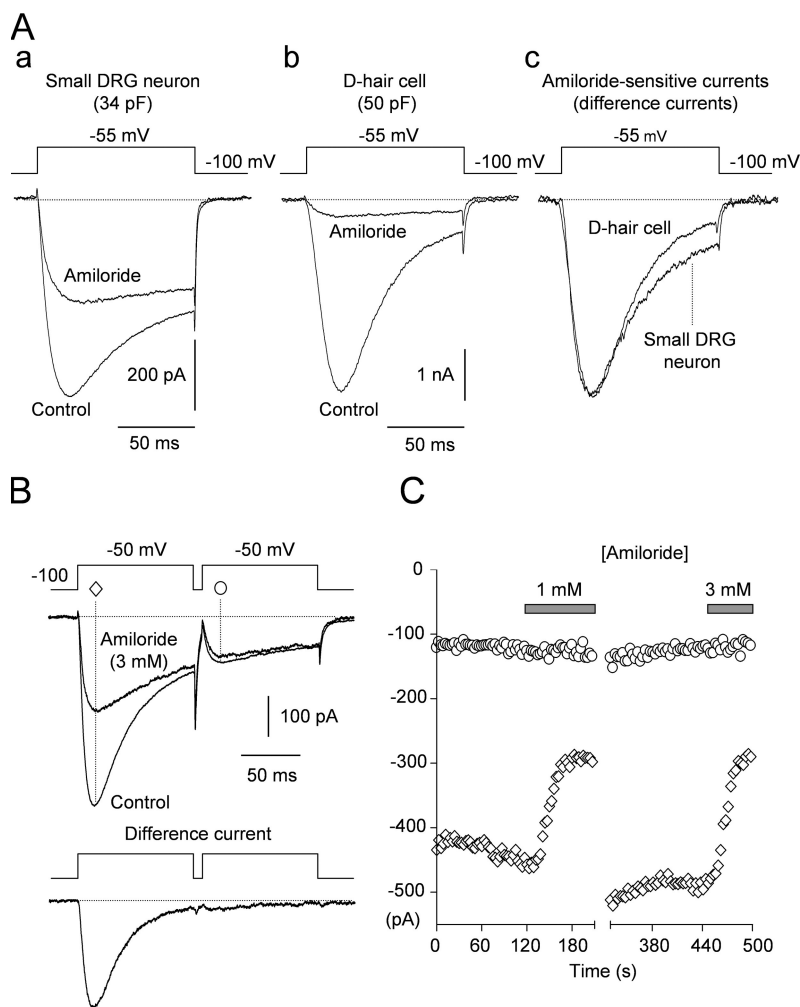 A
a
Small DRG neuron
(34 pF)
-55 mV
-100 mV
Amiloride
200 pA
Control
50 ms
b
D-hair cell
(50 pF)
-55 mV
-100 mV
Amiloride
1 nA
Control
50 ms
c
Amiloride-sensitive currents
(difference currents)
-55 mV
-100 mV
D-hair cell
Small DRG
neuron
B
-50 mV
-50 mV
-100
Amiloride
(3 mM)
100 pA
50 ms
Control
Difference current
C
[Amiloride]
1 mM
3 mM
0
-100
-200
-300
-400
-500
(pA)
0
60
120
180
380
440
500
Time (s)